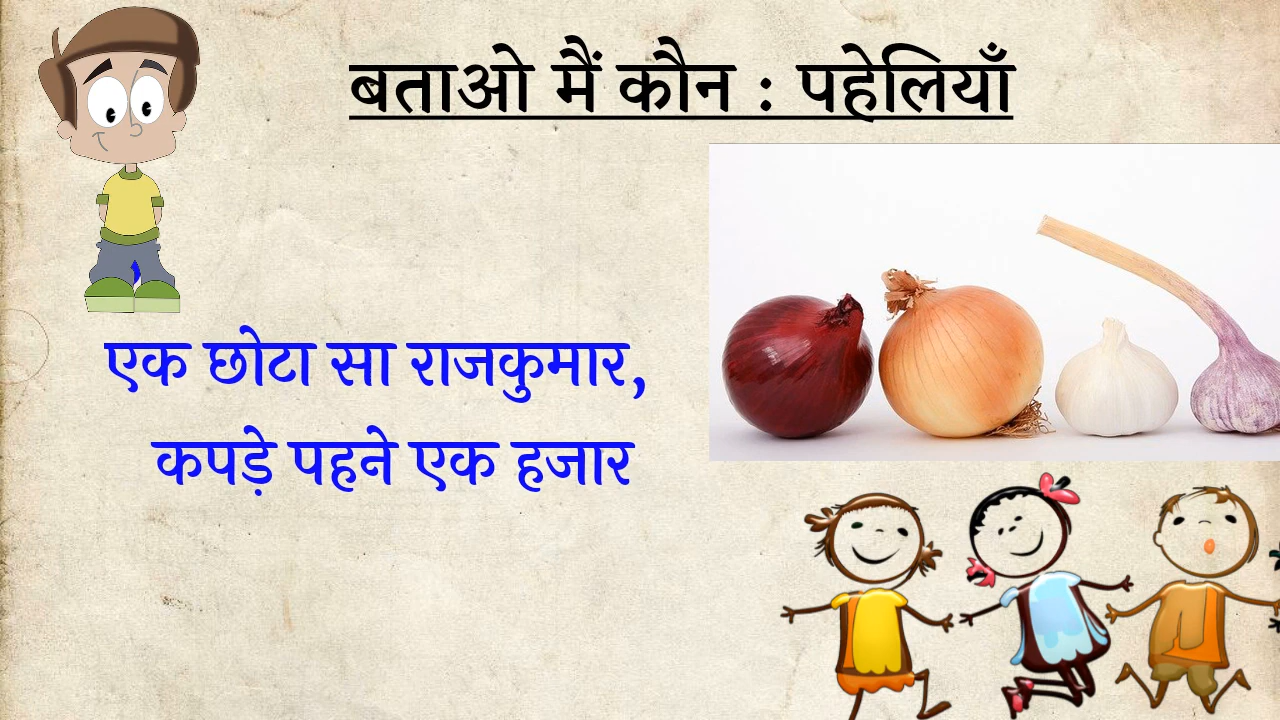 बताओ मैं कौन : पहेलियाँ
एक छोटा सा राजकुमार,
कपड़े पहने एक हजार